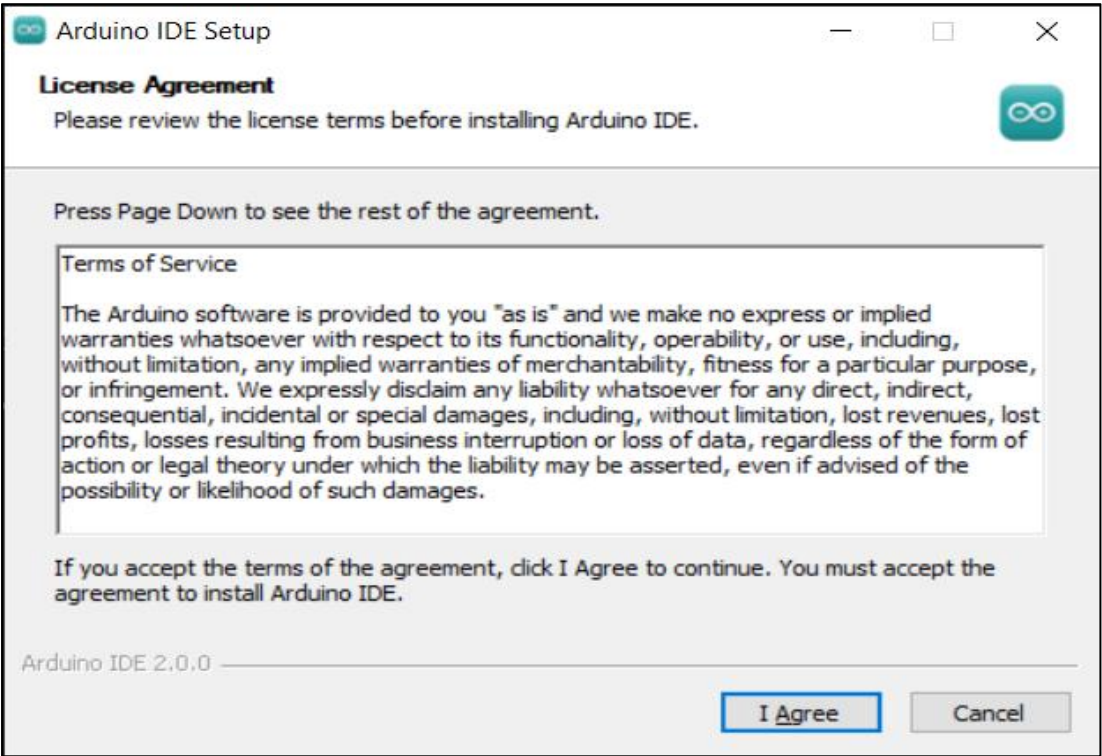 Arduino IDE Setup
License Agreement
Please review the license terms before installing Arduino IDE.
Press Page Down to see the rest of the agreement.
Terms of Service
The Arduino software is provided to you "as is" and we make no express or implied
warranties whatsoever with respect to its functionality, operability, or use, including,
without limitation, any implied warranties of merchantability, fitness for a particular purpose,
or infringement. We expressly disclaim any liability whatsoever for any direct, indirect,
consequential, incidental or special damages, including, without limitation, lost revenues, lost
profits, losses resulting from business interruption or loss of data, regardless of the form of
action or legal theory under which the liability may be asserted, even if advised of the
possibility or likelihood of such damages.
If you accept the terms of the agreement, click I Agree to continue. You must accept the
agreement to install Arduino IDE.
Arduino IDE 2.0.0
I Agree
Cancel